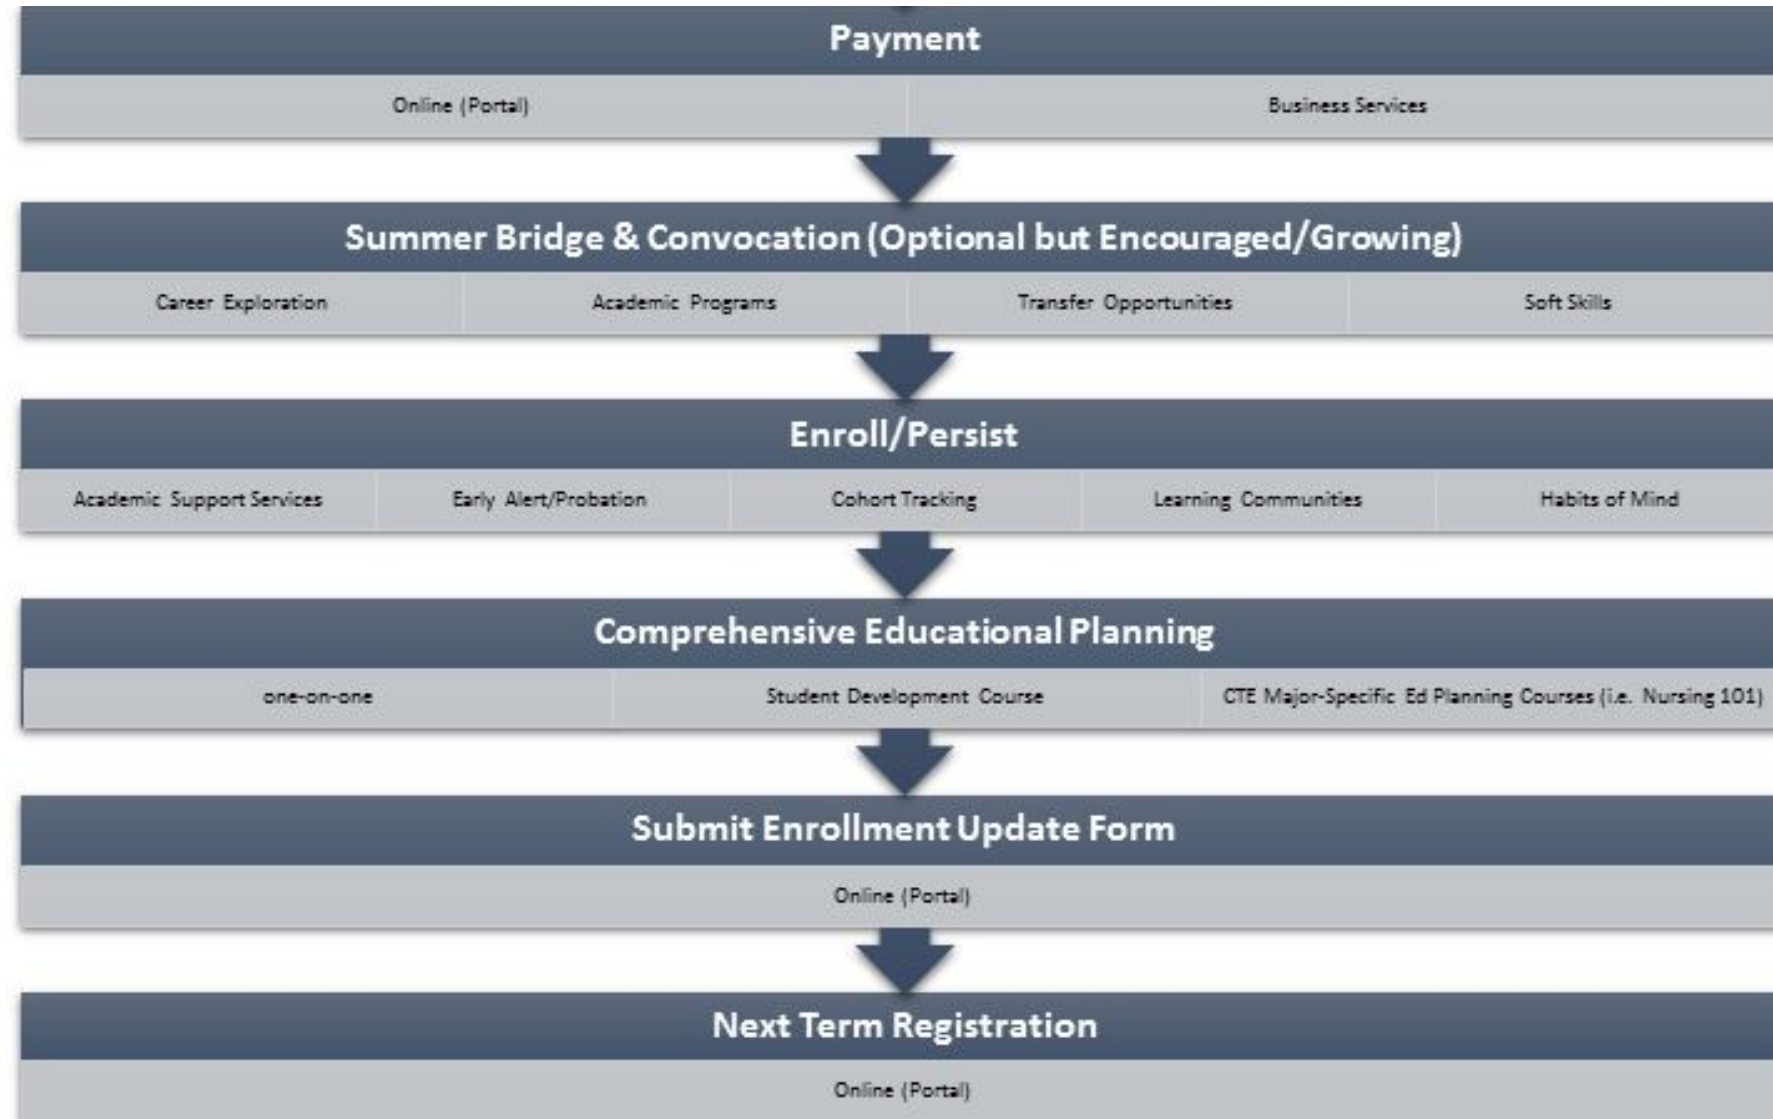 Payment
Online (Portal) Business Services
Summer Bridge & Convocation (Optional but Encouraged/Growing)
Career Exploration Academic Programs Transfer Opportunities Soft Skills
Enroll/Persist
Academic Support Services Early Alert/Probation Cohort Tracking Learning Communities Habits of Mind
Comprehensive Educational Planning
one-on-one Student Development Course CTE Major-Specific Ed Planning Courses (i.e. Nursing 101)
Submit Enrollment Update Form
Online (Portal)
Next Term Registration
Online (Portal)